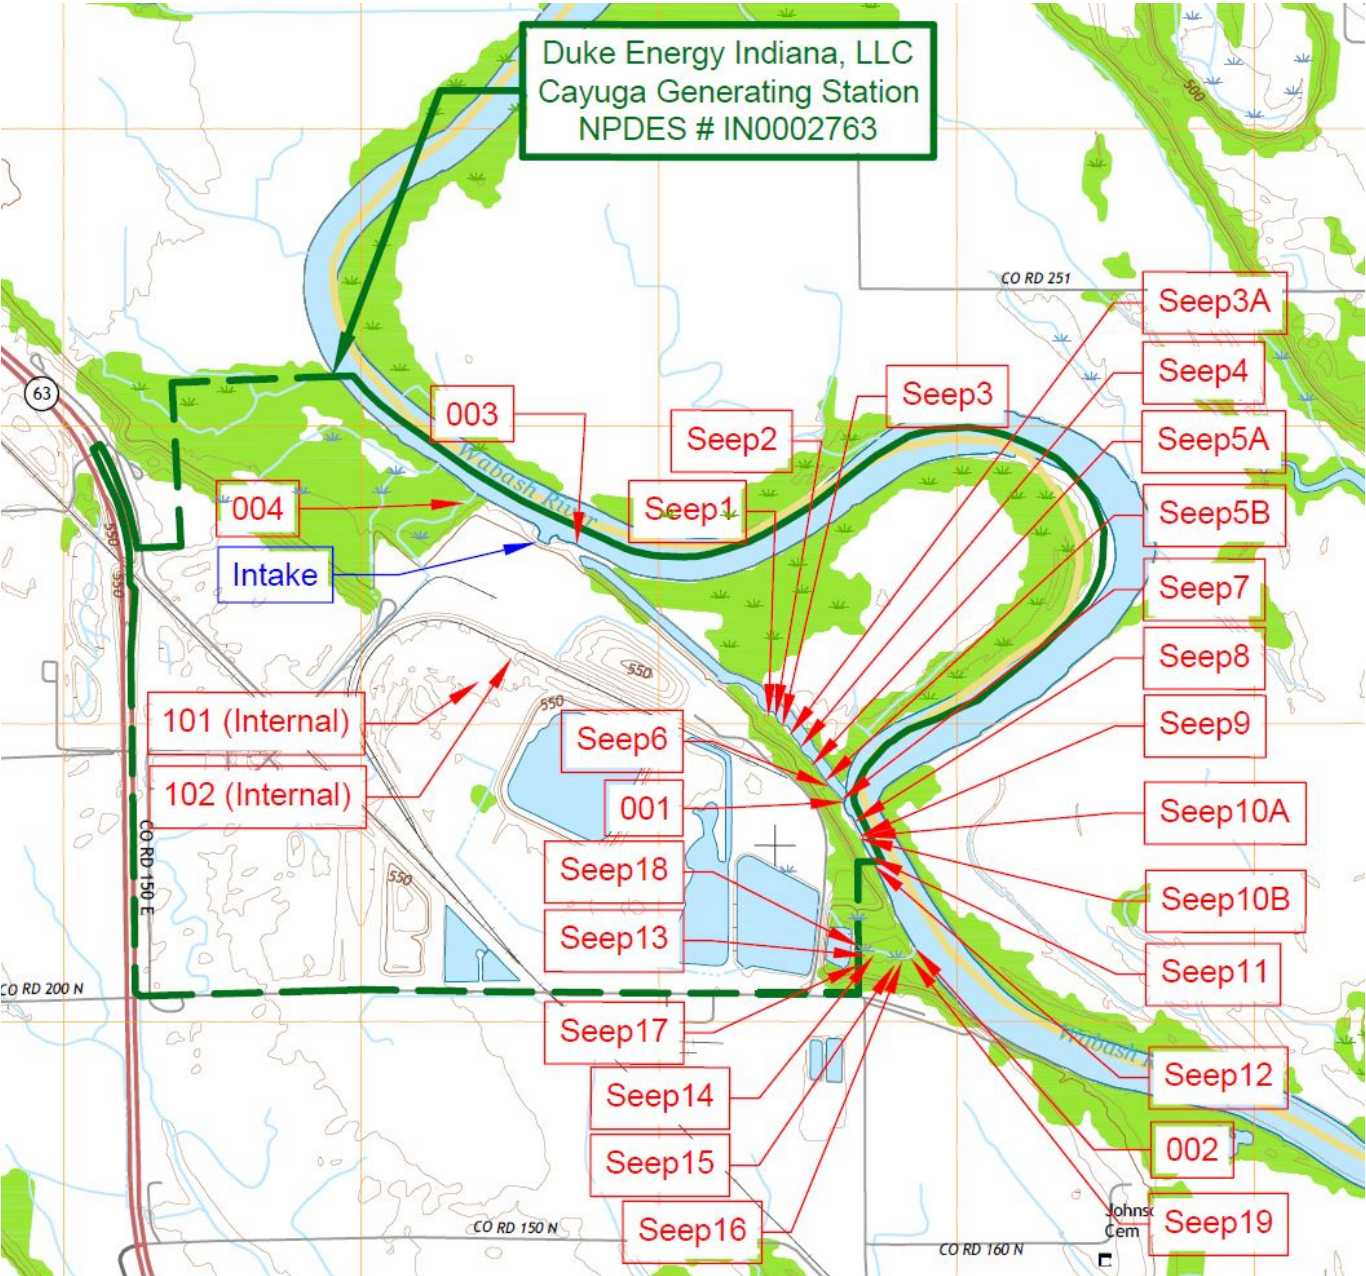 Duke Energy Indiana, LLC
Cayuga Generating Station
NPDES # IN0002763
500
CO RD 251
Seep3A
63
Seep4
Seep3
003
Seep2
Seep5A
Wabash River
004
Seep1
Seep5B
550
Intake
550
Seep7
Seep8
550
550
101 (Internal)
Seep6
Seep9
102 (Internal)
001
Seep10A
CO RD 150 E
Seep18
550
Seep10B
Seep13
Seep11
CO RD 200 N
Seep17
Wabash R
Seep12
Seep14
Seep15
002
Seep16
Johnso
Cem
Seep19
CO RD 150 N
CO RD 160 N